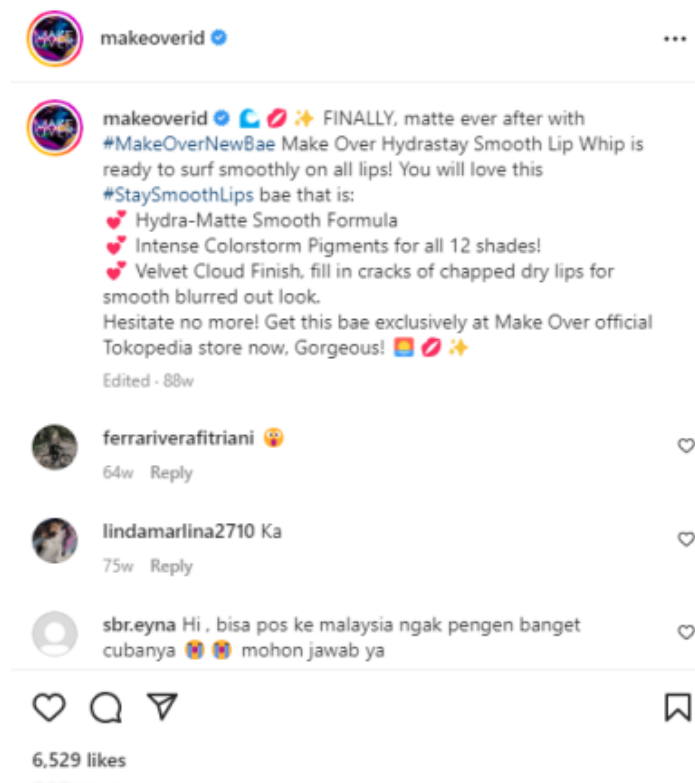 makeoverid
makeoverid 🌊 💋 ✨ FINALLY, matte ever after with
#MakeOverNewBae Make Over Hydrastay Smooth Lip Whip is
ready to surf smoothly on all lips! You will love this
#StaySmoothLips bae that is:
💕 Hydra-Matte Smooth Formula
💕 Intense Colorstorm Pigments for all 12 shades!
💕 Velvet Cloud Finish, fill in cracks of chapped dry lips for
smooth blurred out look.
Hesitate no more! Get this bae exclusively at Make Over official
Tokopedia store now, Gorgeous! 🌅 💋 ✨
Edited · 88w
ferrariverafitriani 😲
64w Reply
lindamarlina2710 Ka
75w Reply
sbr.eyna Hi , bisa pos ke malaysia ngak pengen banget
cubanya 😭 😭 mohon jawab ya
6,529 likes